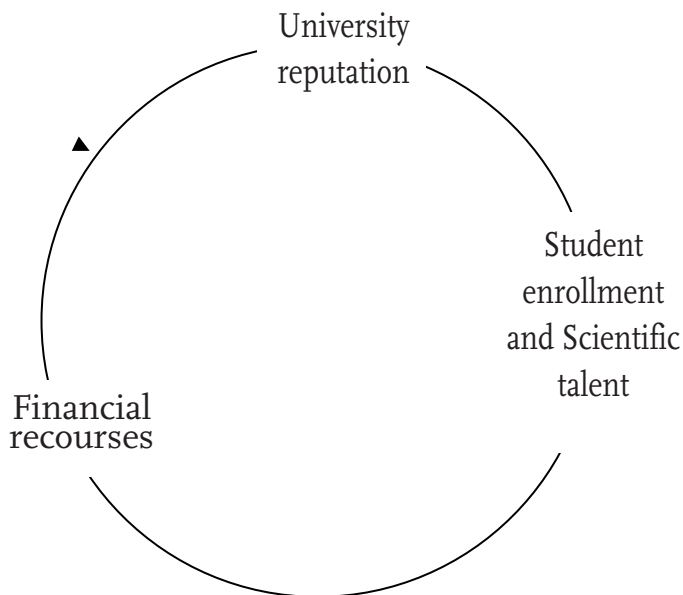 University
reputation
Student
enrollment
and Scientific
talent
Financial
recourses